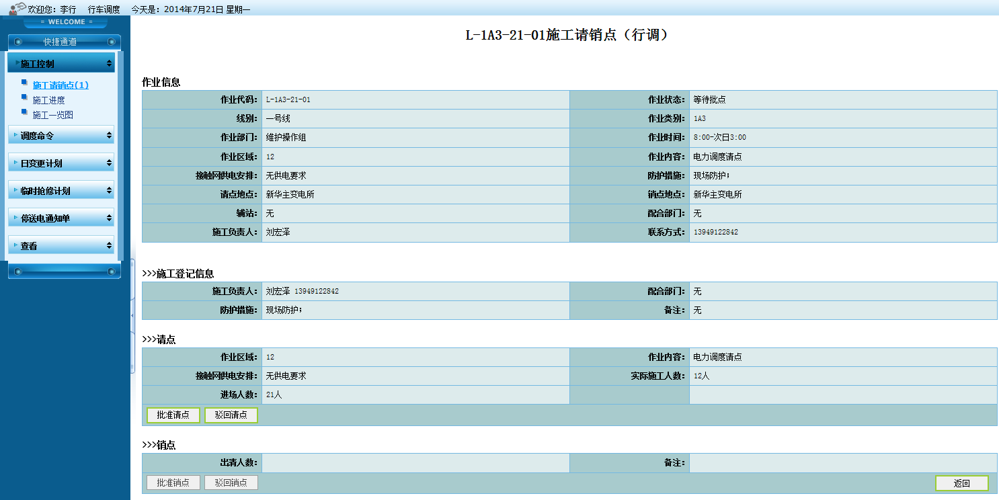 欢迎您：李行 行车调度 今天是：2014年7月21日 星期一
= WELCOME =
快捷通道
施工控制
施工请销点(1)
施工进度
施工一览图
调度命令
日变更计划
临时抢修计划
停送电通知单
查看
L-1A3-21-01施工请销点（行调）
作业信息
作业代码： L-1A3-21-01 作业状态： 等待批点
线别： 一号线 作业类别： 1A3
作业部门： 维护操作组 作业时间： 8:00-次日3:00
作业区域： 12 作业内容： 电力调度请点
接触网供电安排： 无供电要求 防护措施： 现场防护；
请点地点： 新华主变电所 销点地点： 新华主变电所
辅站： 无 配合部门： 无
施工负责人： 刘宏泽 联系方式： 13949122842
>>>施工登记信息
施工负责人： 刘宏泽 13949122842 配合部门： 无
防护措施： 现场防护； 备注： 无
>>>请点
作业区域： 12 作业内容： 电力调度请点
接触网供电安排： 无供电要求 实际施工人数： 12人
进场人数： 21人
批准请点 驳回请点
>>>销点
出清人数： 备注：
批准销点 驳回销点 返回